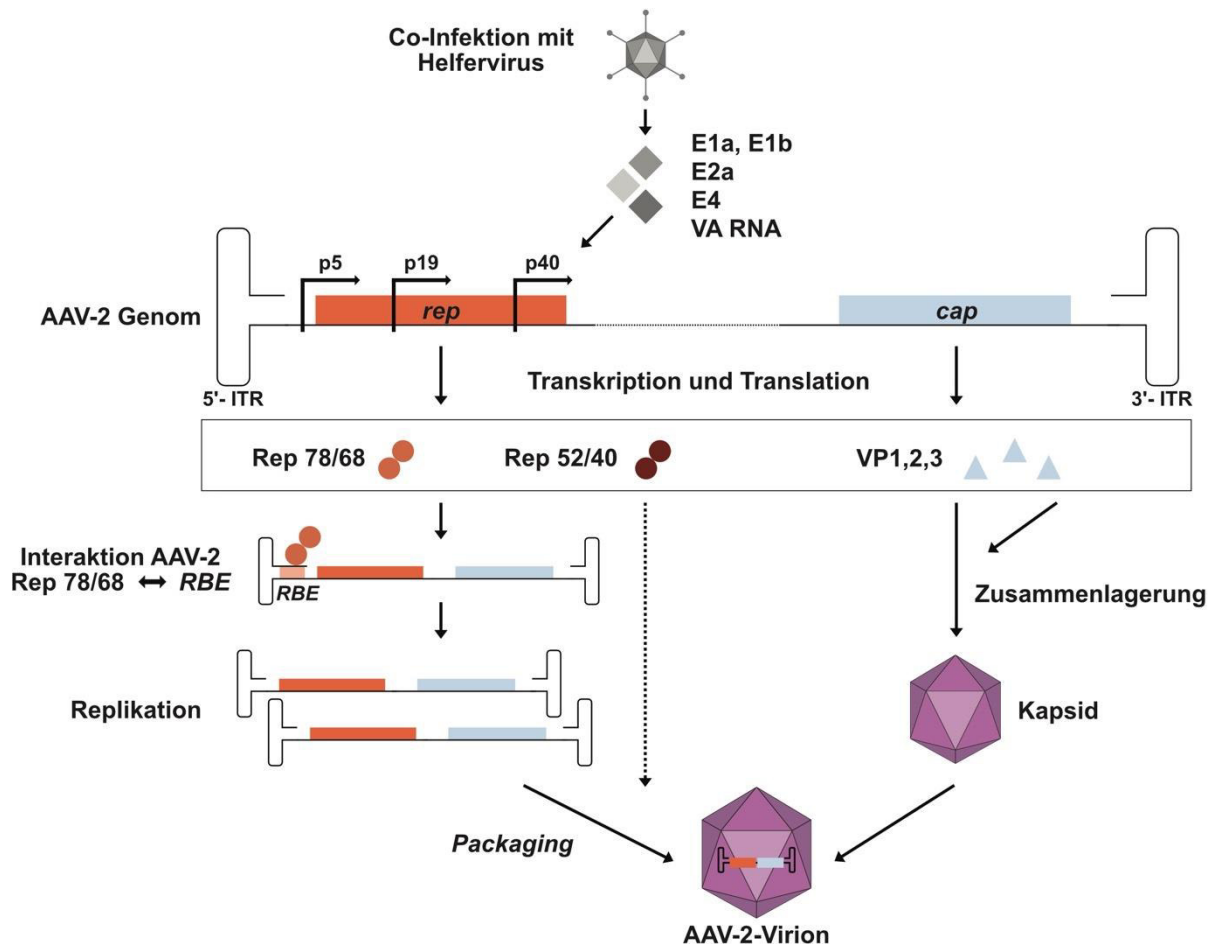 Co-Infektion mit
Helfervirus
E1a, E1b
E2a
E4
VA RNA
p5
p19
p40
AAV-2 Genom
rep
cap
5'- ITR
Transkription und Translation
3'- ITR
Rep 78/68
Rep 52/40
VP1,2,3
Interaktion AAV-2
Rep 78/68 ↔ RBE
RBE
Zusammenlagerung
Replikation
Kapsid
Packaging
AAV-2-Virion